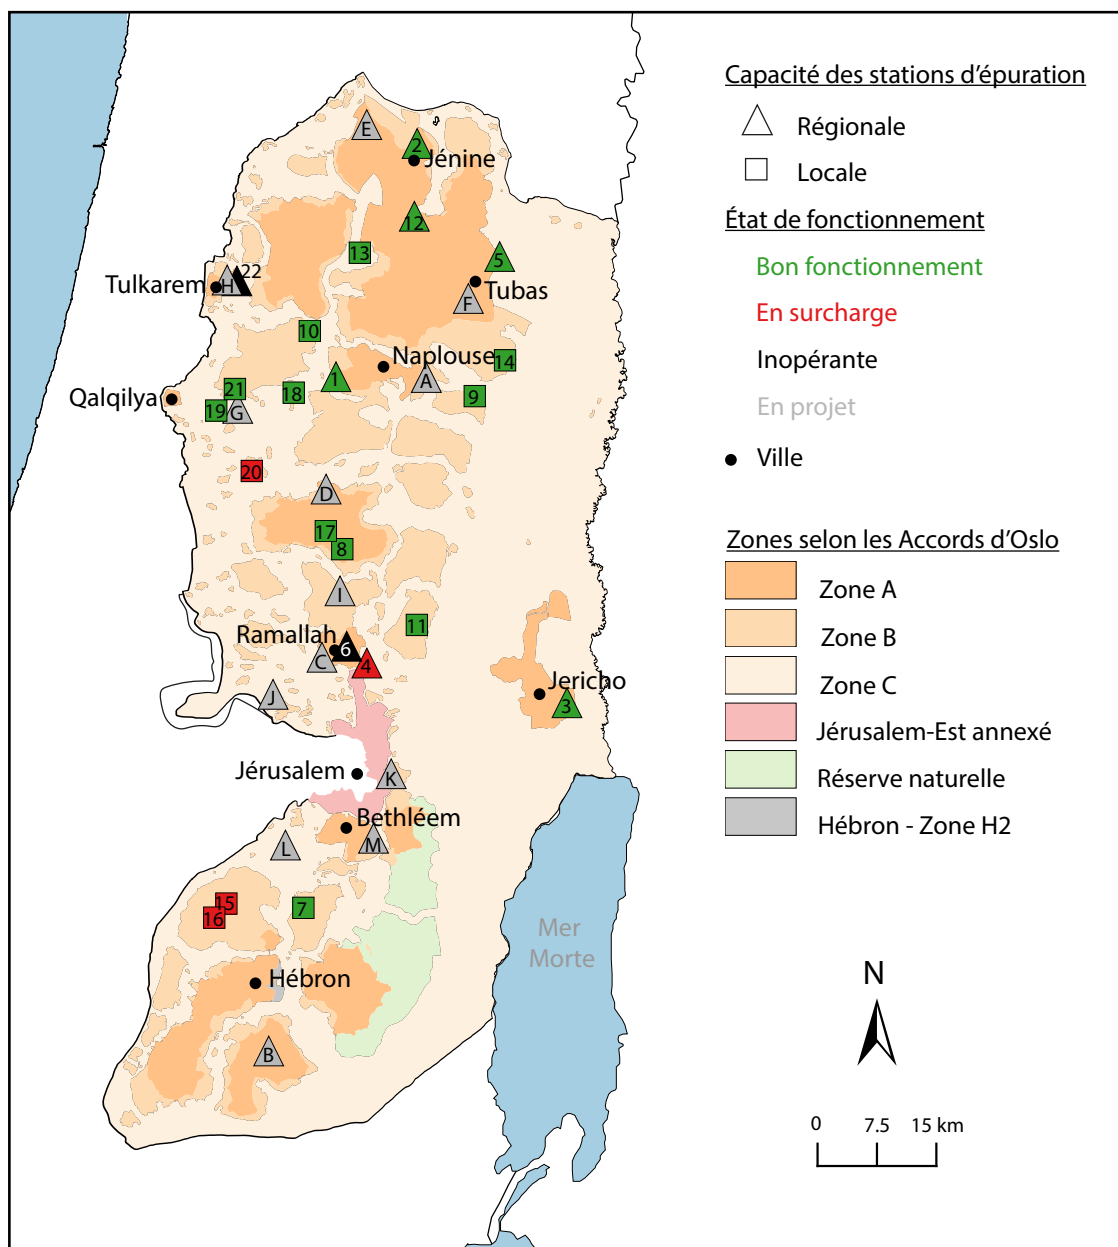 Capacité des stations d’épuration
Régionale
Locale
État de fonctionnement
Bon fonctionnement
En surcharge
Inopérante
En projet
Ville
Zones selon les Accords d’Oslo
Zone A
Zone B
Zone C
Jérusalem-Est annexé
Réserve naturelle
Hébron - Zone H2
E
2
Jénine
12
13
5
22
Tulkarem
H
Tubas
F
10
Naplouse
14
1
A
21
18
9
Qalqilya
19
G
20
D
17
8
I
11
Ramallah
6
C
4
Jericho
J
3
Jérusalem
K
Bethléem
M
L
15
16
7
Mer
Morte
Hébron
B
N
0 7.5 15 km